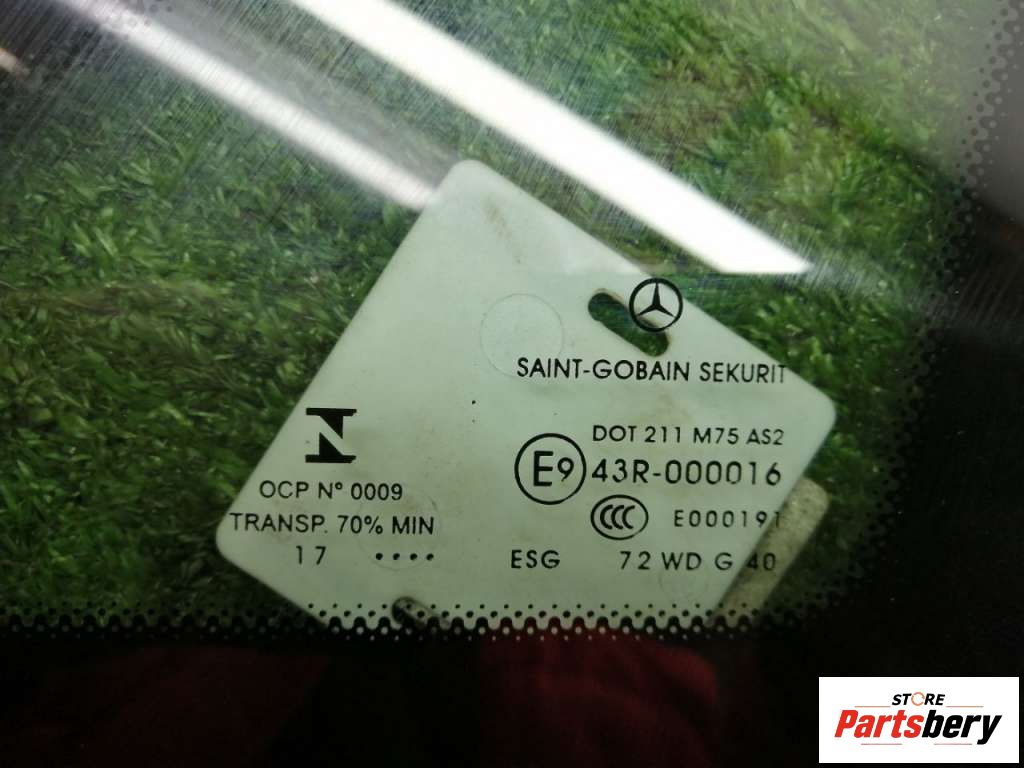 SAINT-GOBAIN SEKURIT
DOT 211 M75 AS2
E9 43R-000016
CCC E000191
ESG 72 WD G 40
OCP N° 0009
TRANSP. 70% MIN
17 ••••
STORE
Partsbery